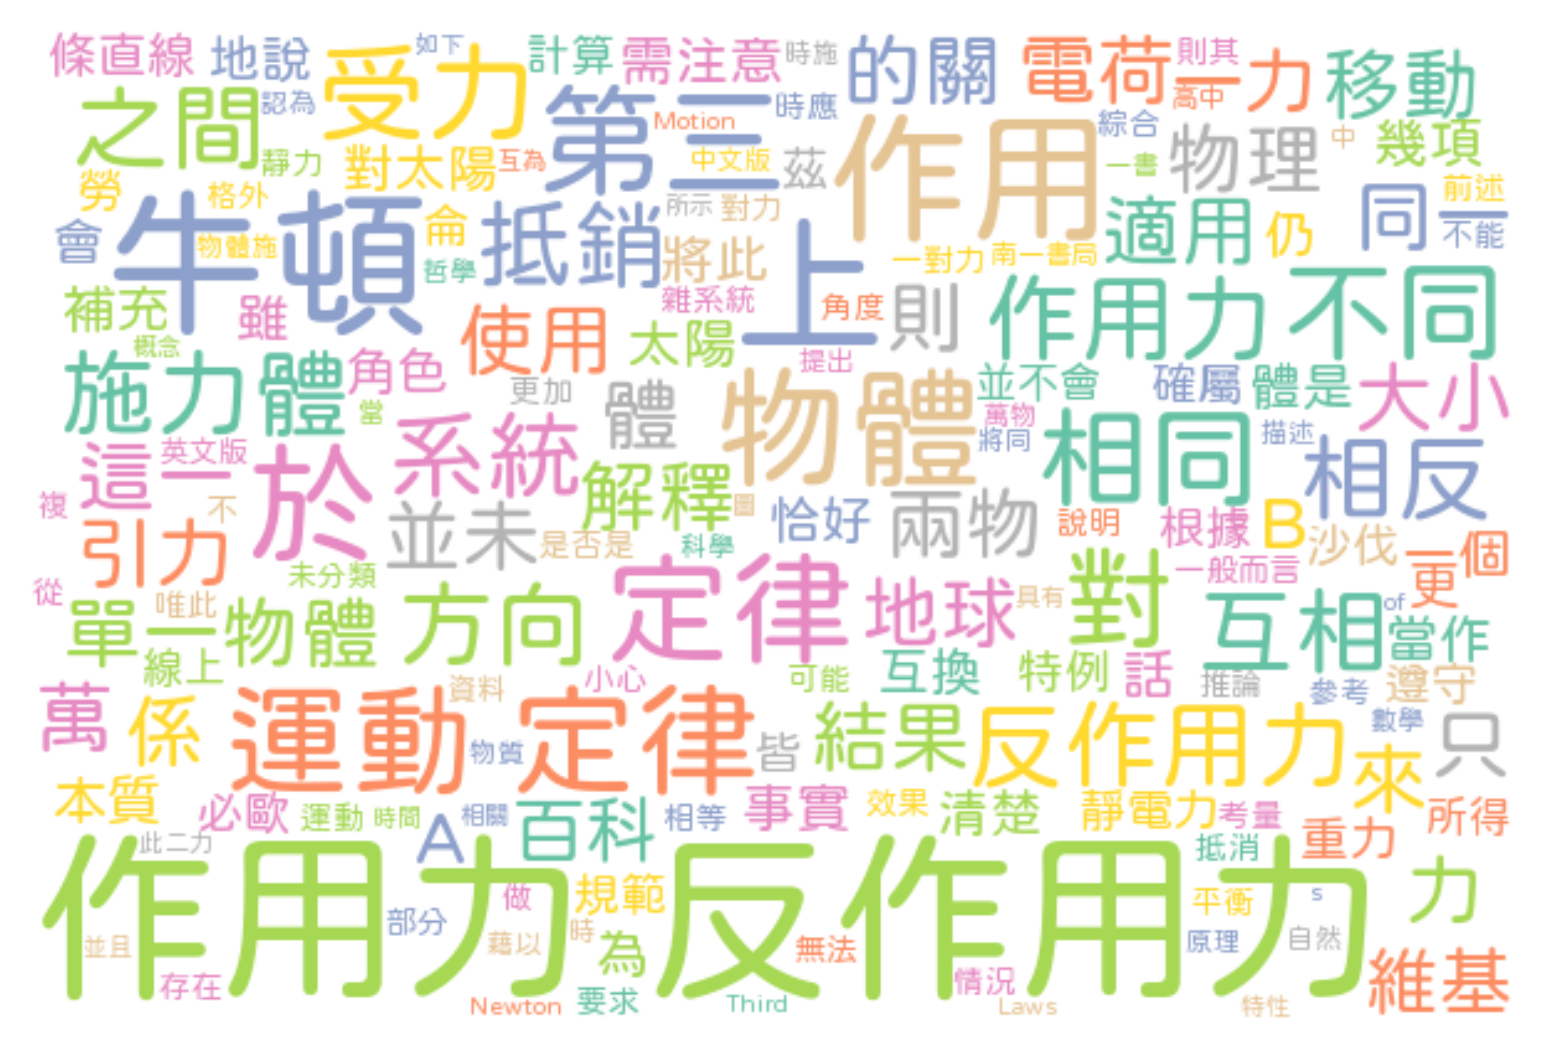 條直線 地說 受力 如下 計算 需注意 時施 的關 電荷 則其 一力 移動
之間 認為 第三 Motion 時應 高中 綜合 中 幾項
靜力 對太陽 互為 中文版 茲 作用 一書 物理
勞 格外 所示 對力 適用 仍 同一 前述 不能
會 牛頓 物體施 侖 抵銷 哲學 將此 上 一對力 南一書局
補充 雖 使用 雜系統 角度 則 作用力 不同
概念 太陽 提出
施力體 角色 當 更加 體 物體 並不會 確屬 體是 大小
這一 英文版 於 系統 解釋 萬物 將同 相同 描述 相反
複 不 並未 圖 恰好 兩物 說明 根據 B 沙伐
引力 是否是 科學 一般而言 更 一個
從 未分類 唯此 單一物體 方向 定律 地球 具有 對 互相 of 當作
線上 小心 可能 互換 特例 話 推論 參考 遵守
萬 係 資料 運動定律 物質 皆 結果 反作用力 數學 來 只
本質 必歐 運動 時間 A 相關 百科 相等 事實 效果 清楚 靜電力 考量 所得
此二力 抵消 重力
作用力反作用力 做 規範 平衡 s 力
部分 藉以 時 為 無法 原理 自然
並且 存在 情況 維基
Newton 要求 Third Laws 特性